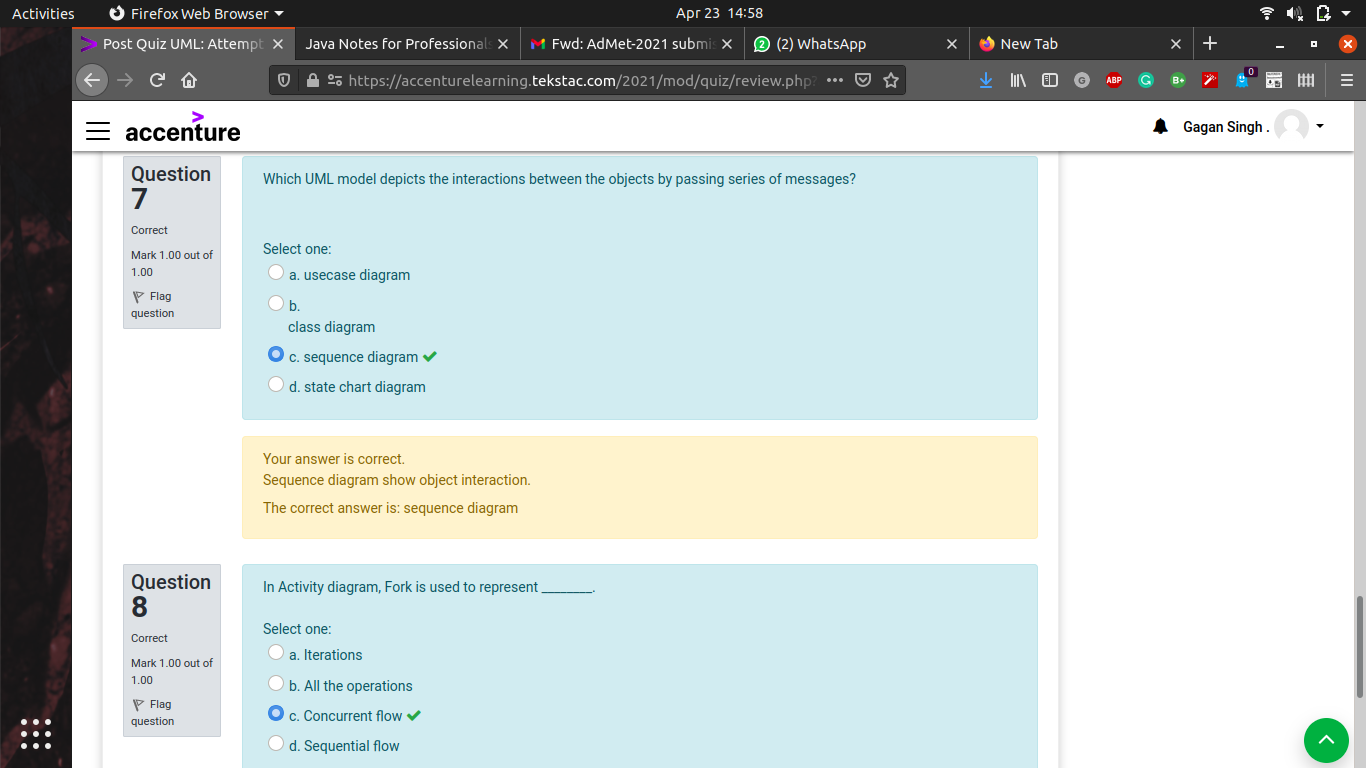 Activities
Firefox Web Browser
Apr 23 14:58
Post Quiz UML: Attempt
Java Notes for Professionals
Fwd: AdMet-2021 submis
2
(2) WhatsApp
New Tab
https://accenturelearning.tekstac.com/2021/mod/quiz/review.php?
G
ABP
G
B+
0
accenture
Gagan Singh .
Question
7
Correct
Mark 1.00 out of
1.00
Flag
question
Which UML model depicts the interactions between the objects by passing series of messages?
Select one:
a. usecase diagram
b.
class diagram
c. sequence diagram
d. state chart diagram
Your answer is correct.
Sequence diagram show object interaction.
The correct answer is: sequence diagram
Question
8
Correct
Mark 1.00 out of
1.00
Flag
question
In Activity diagram, Fork is used to represent ________.
Select one:
a. Iterations
b. All the operations
c. Concurrent flow
d. Sequential flow